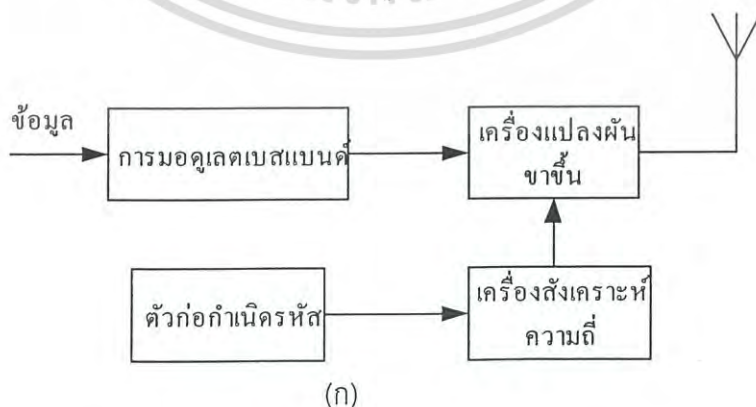 ข้อมูล
การมอดูเลตเบสแบนด์
เครื่องแปลงผัน
ขาขึ้น
ตัวก่อกำเนิดรหัส
เครื่องสังเคราะห์
ความถี่
(ก)